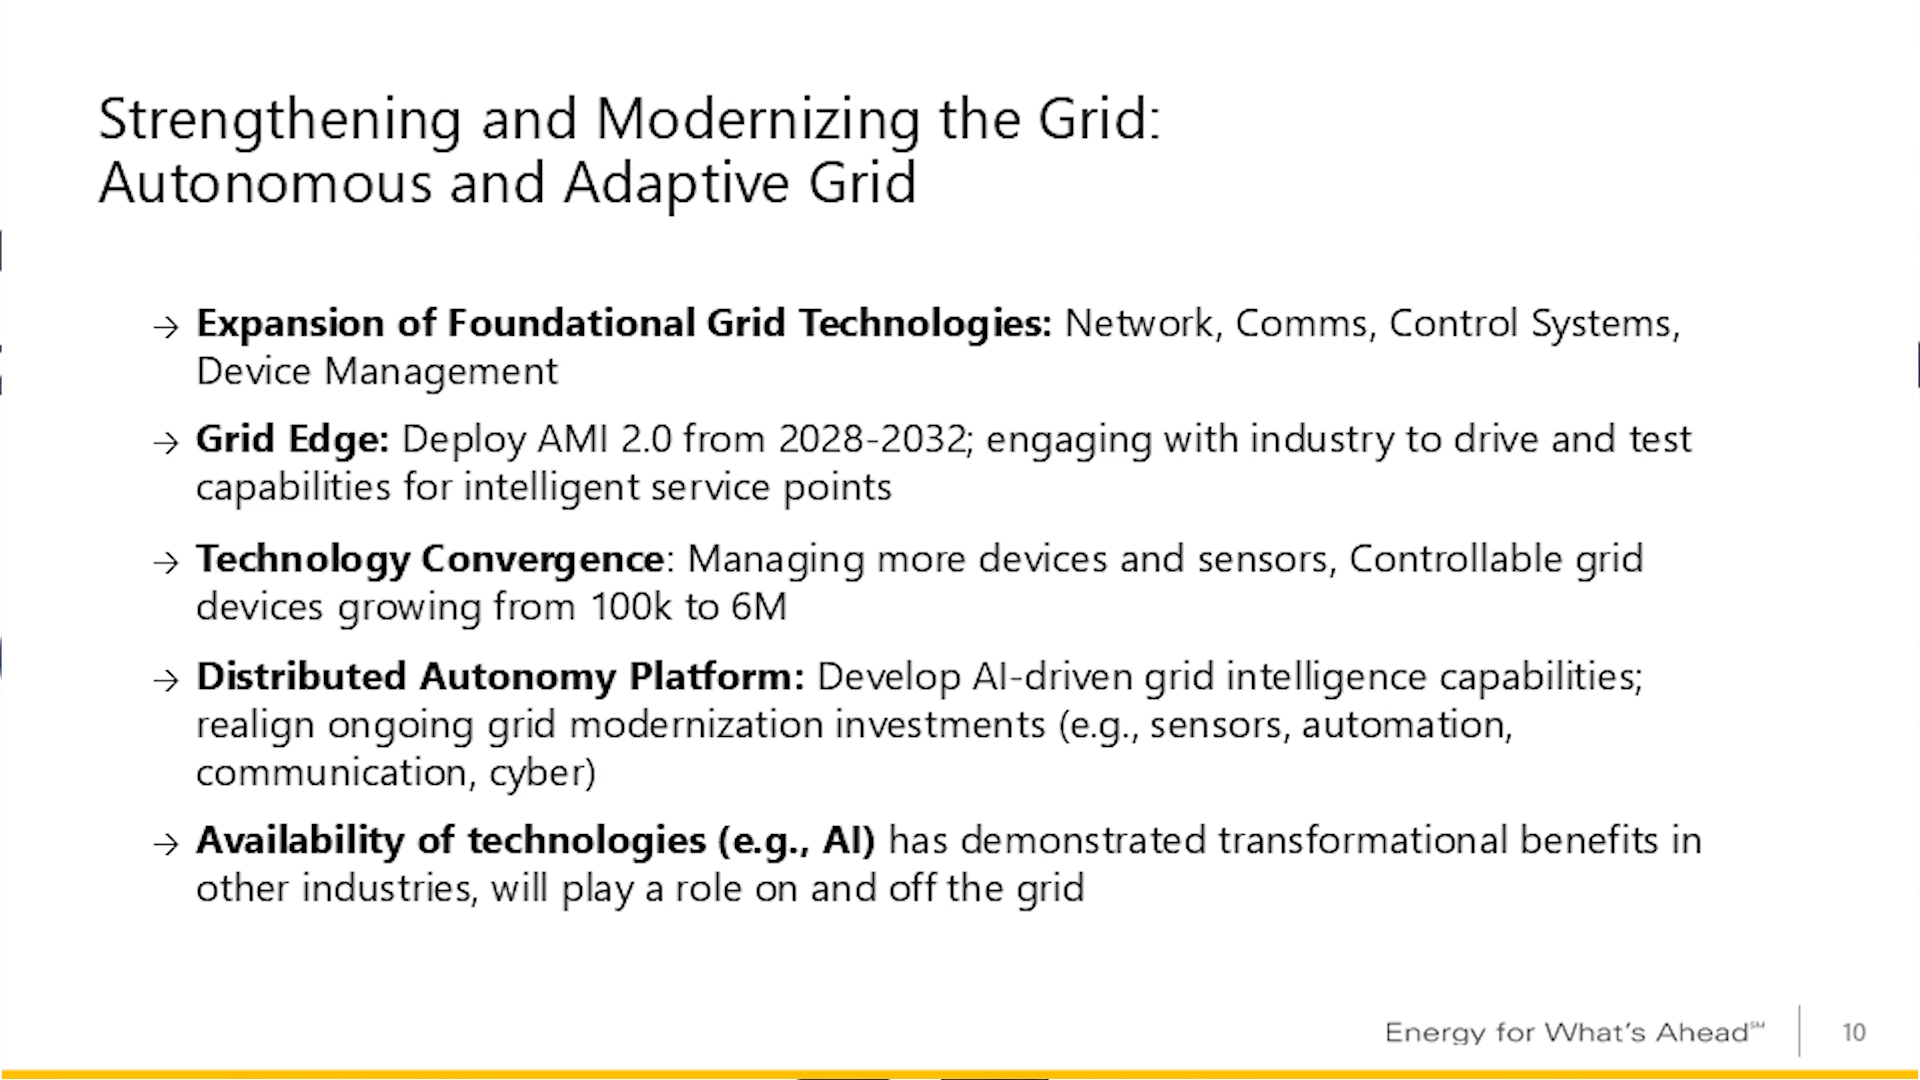 Strengthening and Modernizing the Grid:
Autonomous and Adaptive Grid
→ Expansion of Foundational Grid Technologies: Network, Comms, Control Systems,
Device Management
→ Grid Edge: Deploy AMI 2.0 from 2028-2032; engaging with industry to drive and test
capabilities for intelligent service points
→ Technology Convergence: Managing more devices and sensors, Controllable grid
devices growing from 100k to 6M
→ Distributed Autonomy Platform: Develop AI-driven grid intelligence capabilities;
realign ongoing grid modernization investments (e.g., sensors, automation,
communication, cyber)
→ Availability of technologies (e.g., AI) has demonstrated transformational benefits in
other industries, will play a role on and off the grid
Energy for What's Ahead℠
10